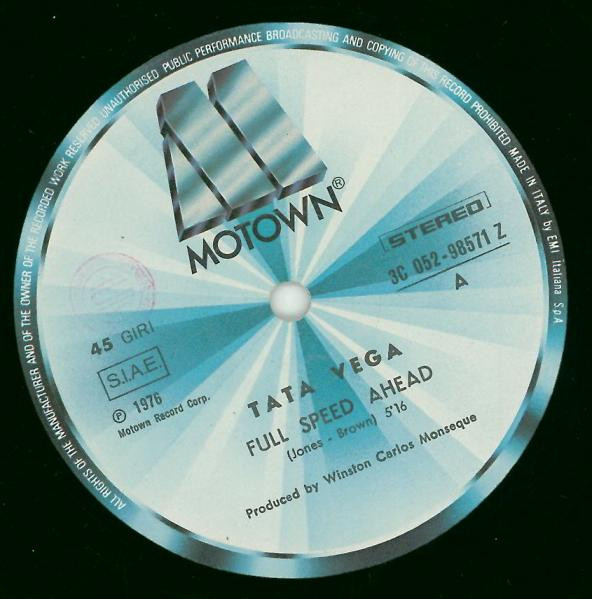 ALL RIGHTS OF THE MANUFACTURER AND OF THE OWNER OF THE RECORDED WORK RESERVED UNAUTHORISED PUBLIC PERFORMANCE BROADCASTING AND COPYING OF THIS RECORD PROHIBITED MADE IN ITALY by EMI Italiana SpA
MOTOWN®
STEREO
3C 052-98571 Z
A
45 GIRI
S.I.A.E.
℗ 1976
Motown Record Corp.
TATA VEGA
FULL SPEED AHEAD
(Jones - Brown) 5'16
Produced by Winston Carlos Monseque